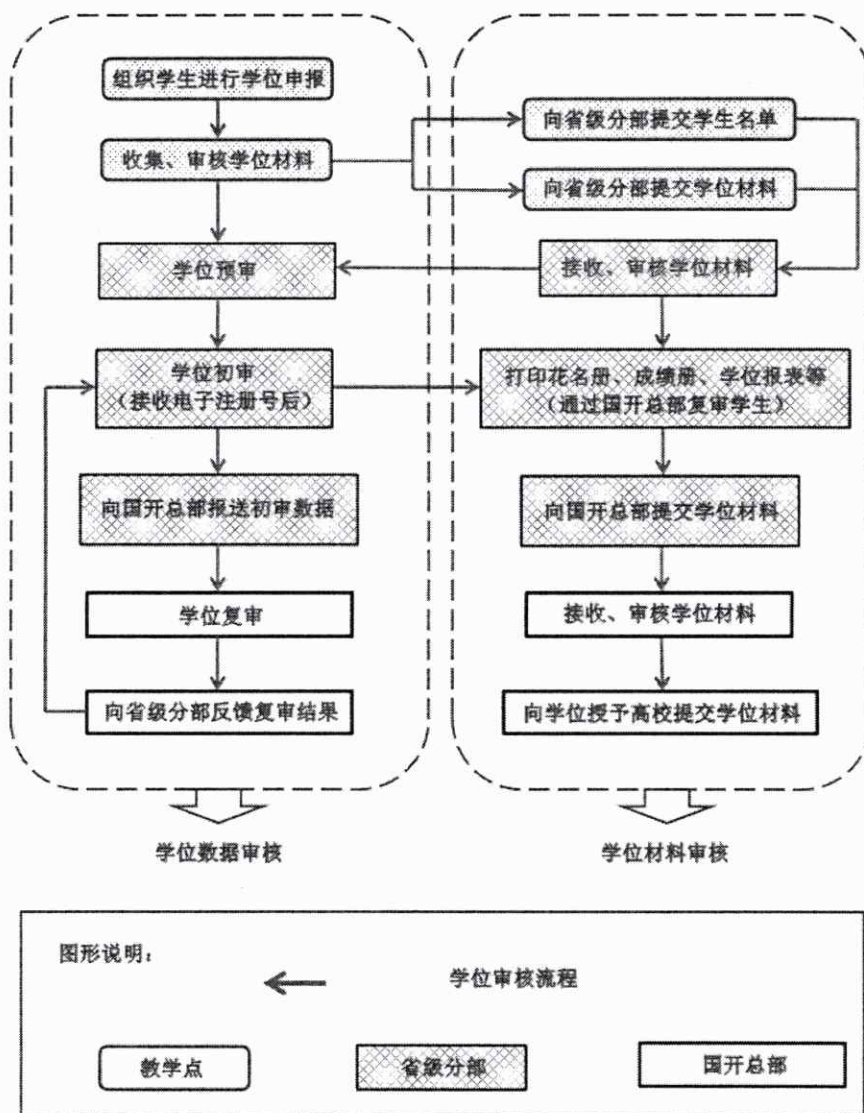 组织学生进行学位申报
收集、审核学位材料
学位预审
学位初审
（接收电子注册号后）
向国开总部报送初审数据
学位复审
向省级分部反馈复审结果
学位数据审核
向省级分部提交学生名单
向省级分部提交学位材料
接收、审核学位材料
打印花名册、成绩册、学位报表等
（通过国开总部复审学生）
向国开总部提交学位材料
接收、审核学位材料
向学位授予高校提交学位材料
学位材料审核
图形说明：
学位审核流程
教学点
省级分部
国开总部